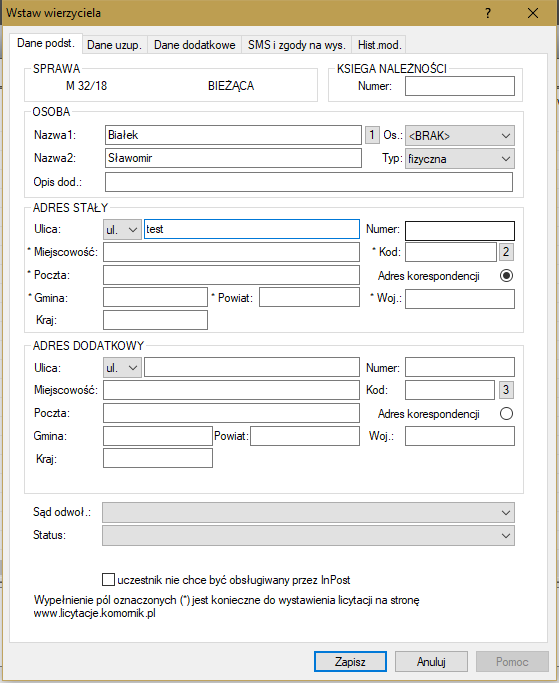 Wstaw wierzyciela ?
Dane podst. Dane uzup. Dane dodatkowe SMS i zgody na wys. Hist.mod.
SPRAWA KSIEGA NALEŻNOŚCI
M 32/18 BIEŻĄCA Numer:
OSOBA
Nazwa1: Białek 1 Os.: <BRAK>
Nazwa2: Sławomir Typ: fizyczna
Opis dod.:
ADRES STAŁY
Ulica: ul. test Numer:
* Miejscowość: * Kod: 2
* Poczta: Adres korespondencji
* Gmina: * Powiat: * Woj.:
Kraj:
ADRES DODATKOWY
Ulica: ul. Numer:
Miejscowość: Kod: 3
Poczta: Adres korespondencji
Gmina: Powiat: Woj.:
Kraj:
Sąd odwoł.:
Status:
uczestnik nie chce być obsługiwany przez InPost
Wypełnienie pól oznaczonych (*) jest konieczne do wystawienia licytacji na stronę
www.licytacje.komornik.pl
Zapisz Anuluj Pomoc